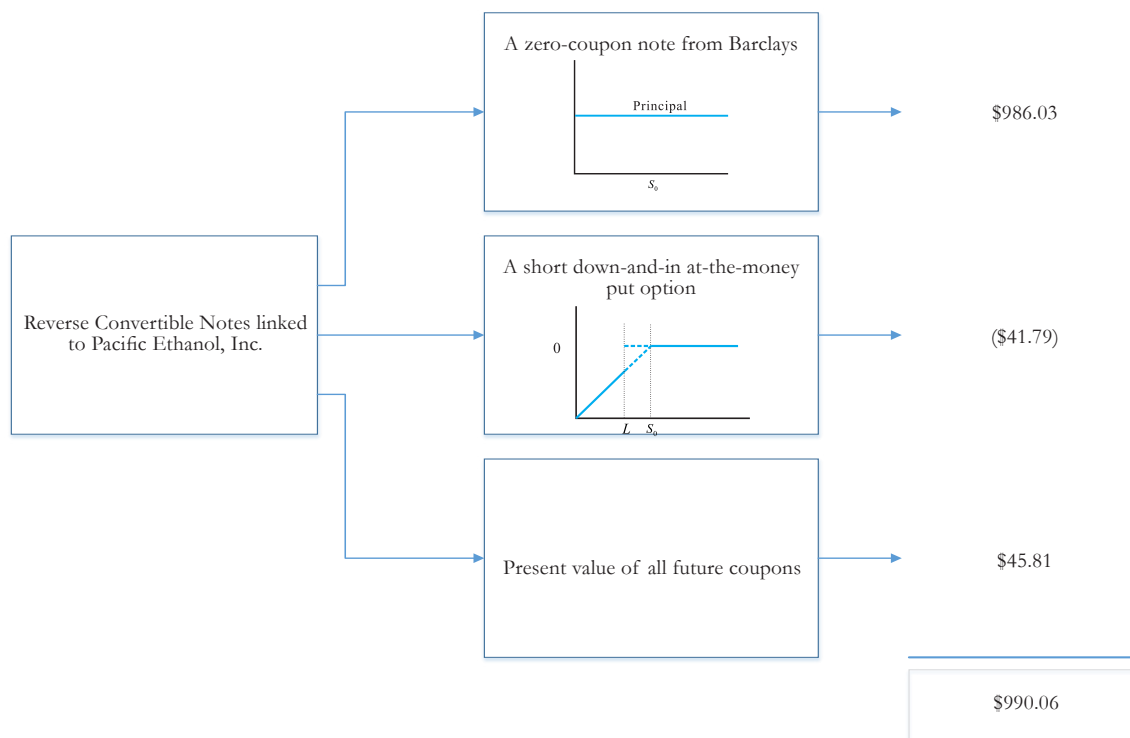 A zero-coupon note from Barclays
Principal
S₀
$986.03
Reverse Convertible Notes linked
to Pacific Ethanol, Inc.
A short down-and-in at-the-money
put option
0
L S₀
($41.79)
Present value of all future coupons
$45.81
$990.06